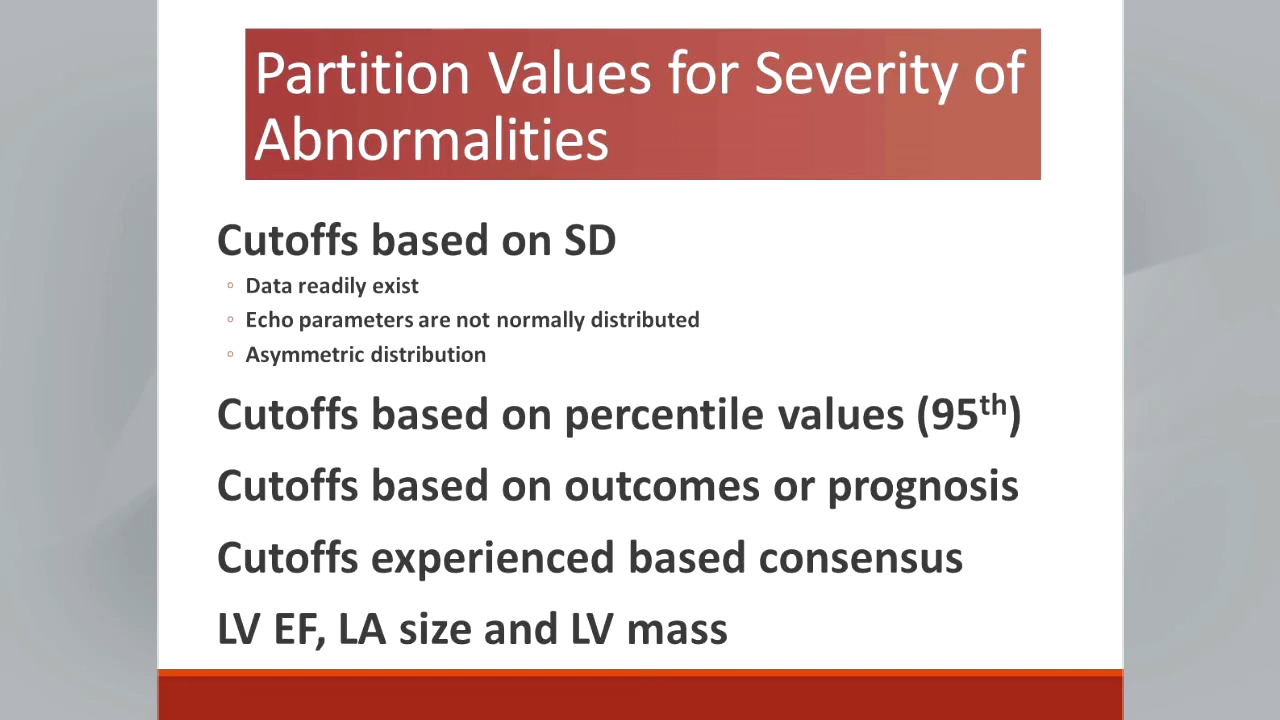 Partition Values for Severity of
Abnormalities
Cutoffs based on SD
◦ Data readily exist
◦ Echo parameters are not normally distributed
◦ Asymmetric distribution
Cutoffs based on percentile values (95th)
Cutoffs based on outcomes or prognosis
Cutoffs experienced based consensus
LV EF, LA size and LV mass